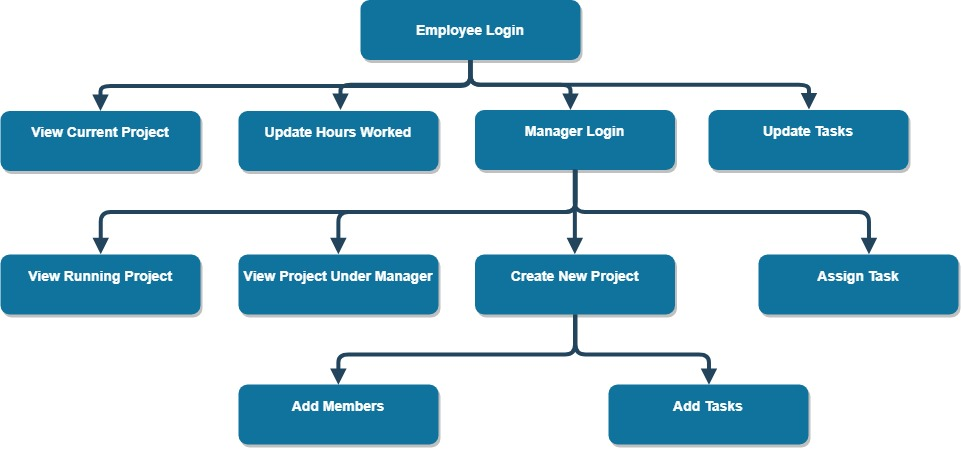 Employee Login
View Current Project
Update Hours Worked
Manager Login
Update Tasks
View Running Project
View Project Under Manager
Create New Project
Assign Task
Add Members
Add Tasks